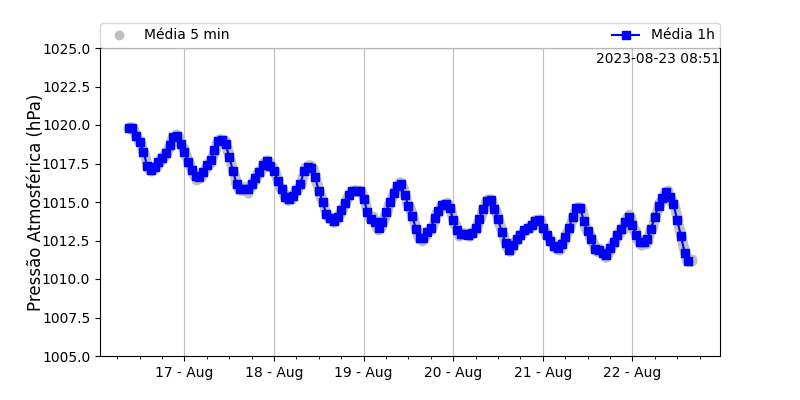 Média 5 min
Média 1h
2023-08-23 08:51
Pressão Atmosférica (hPa)
1025.0
1022.5
1020.0
1017.5
1015.0
1012.5
1010.0
1007.5
1005.0
17 - Aug
18 - Aug
19 - Aug
20 - Aug
21 - Aug
22 - Aug